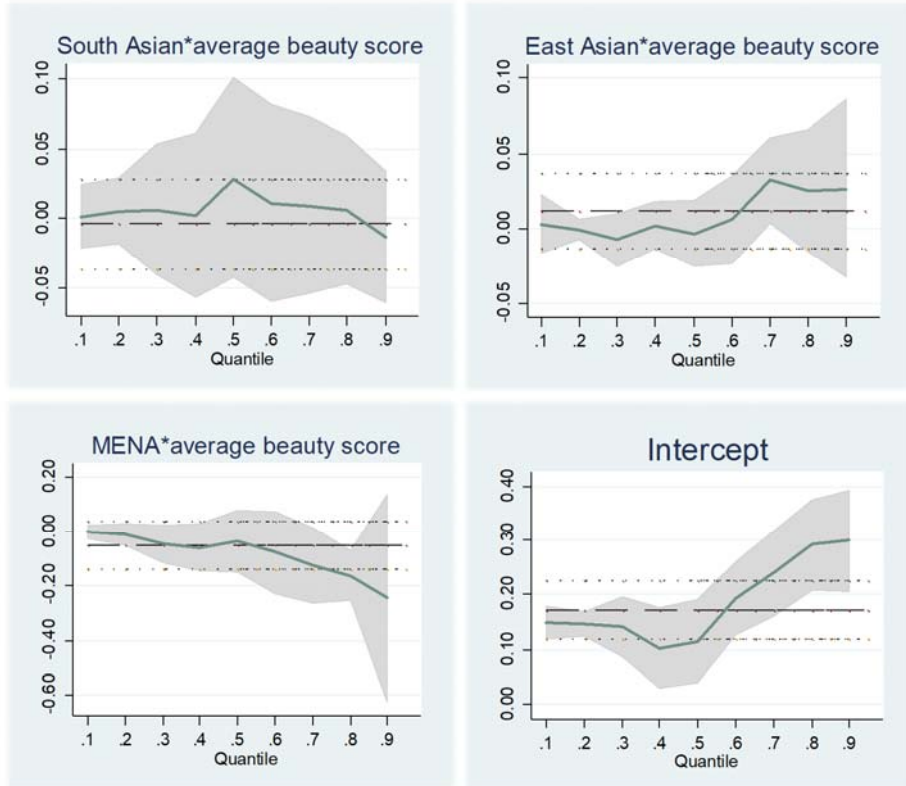 South Asian*average beauty score
0.10
0.05
0.00
-0.05
.1 .2 .3 .4 .5 .6 .7 .8 .9
Quantile
East Asian*average beauty score
0.10
0.05
0.00
-0.05
.1 .2 .3 .4 .5 .6 .7 .8 .9
Quantile
MENA*average beauty score
0.20
0.00
-0.20
-0.40
-0.60
.1 .2 .3 .4 .5 .6 .7 .8 .9
Quantile
Intercept
0.40
0.30
0.20
0.10
0.00
.1 .2 .3 .4 .5 .6 .7 .8 .9
Quantile